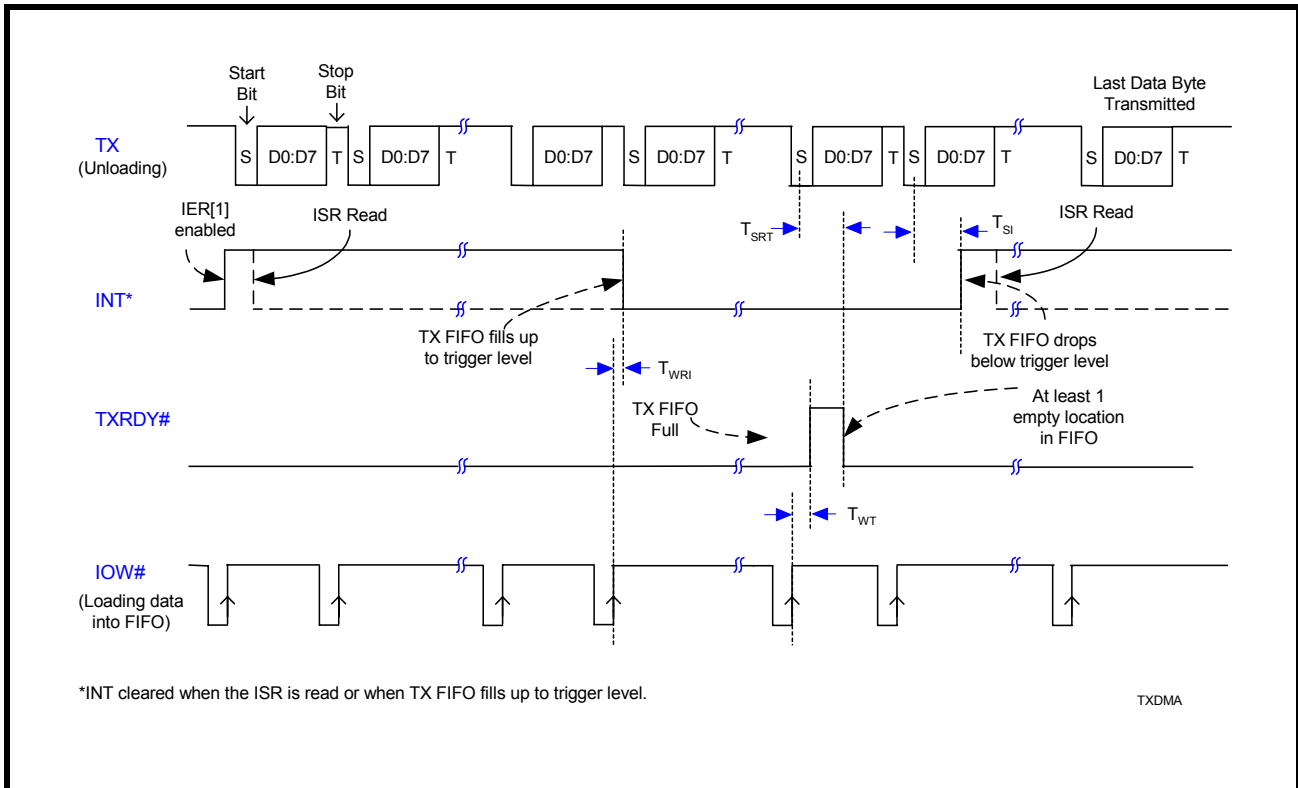 Start
Bit
Stop
Bit
Last Data Byte
Transmitted
TX
(Unloading)
S D0:D7 T S D0:D7 T D0:D7 S D0:D7 T S D0:D7 T S D0:D7 T S D0:D7 T
IER[1]
enabled
ISR Read
TSRT
TSI
ISR Read
INT*
TX FIFO fills up
to trigger level
TX FIFO drops
below trigger level
TWRI
TXRDY#
TX FIFO
Full
At least 1
empty location
in FIFO
TWT
IOW#
(Loading data
into FIFO)
*INT cleared when the ISR is read or when TX FIFO fills up to trigger level.
TXDMA